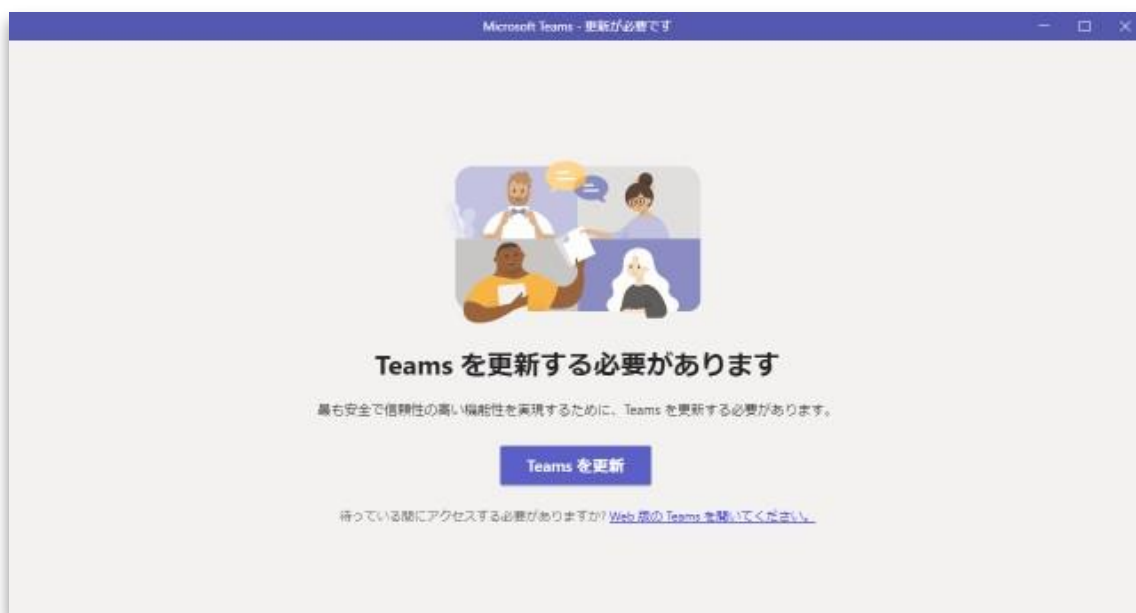 Microsoft Teams - 更新が必要です
Teams を更新する必要があります
最も安全で信頼性の高い機能性を実現するために、Teams を更新する必要があります。
Teams を更新
待っている間にアクセスする必要がありますか? Web 版の Teams を開いてください。